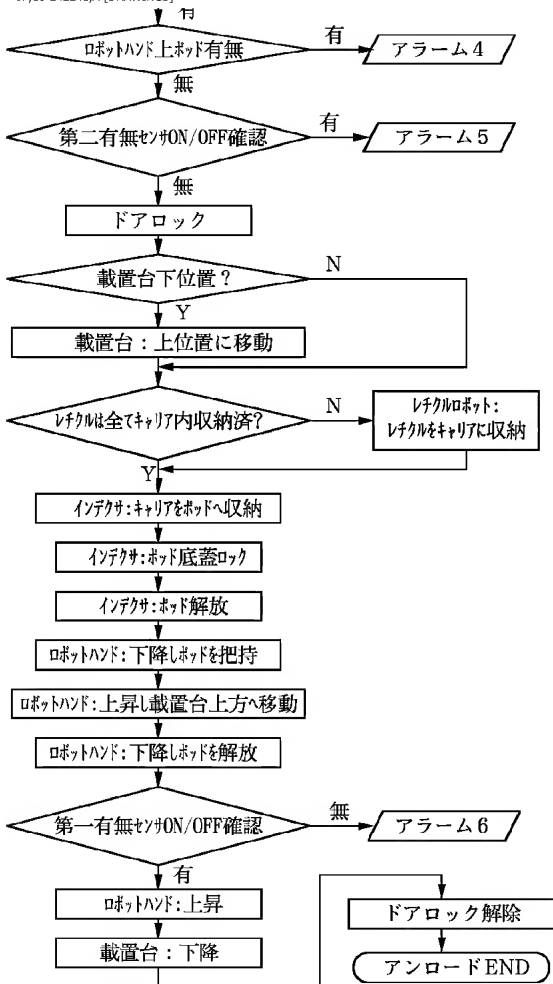 有
ロボットハンド上ポッド有無
有
アラーム4
無
第二有無センサON/OFF確認
有
アラーム5
無
ドアロック
載置台下位置?
N
Y
載置台:上位置に移動
レチクルは全てキャリア内収納済?
N
レチクルロボット:
レチクルをキャリアに収納
Y
インデクサ:キャリアをポッドへ収納
インデクサ:ポッド底蓋ロック
インデクサ:ポッド解放
ロボットハンド:下降しポッドを把持
ロボットハンド:上昇し載置台上方へ移動
ロボットハンド:下降しポッドを解放
第一有無センサON/OFF確認
無
アラーム6
有
ロボットハンド:上昇
載置台:下降
ドアロック解除
アンロードEND